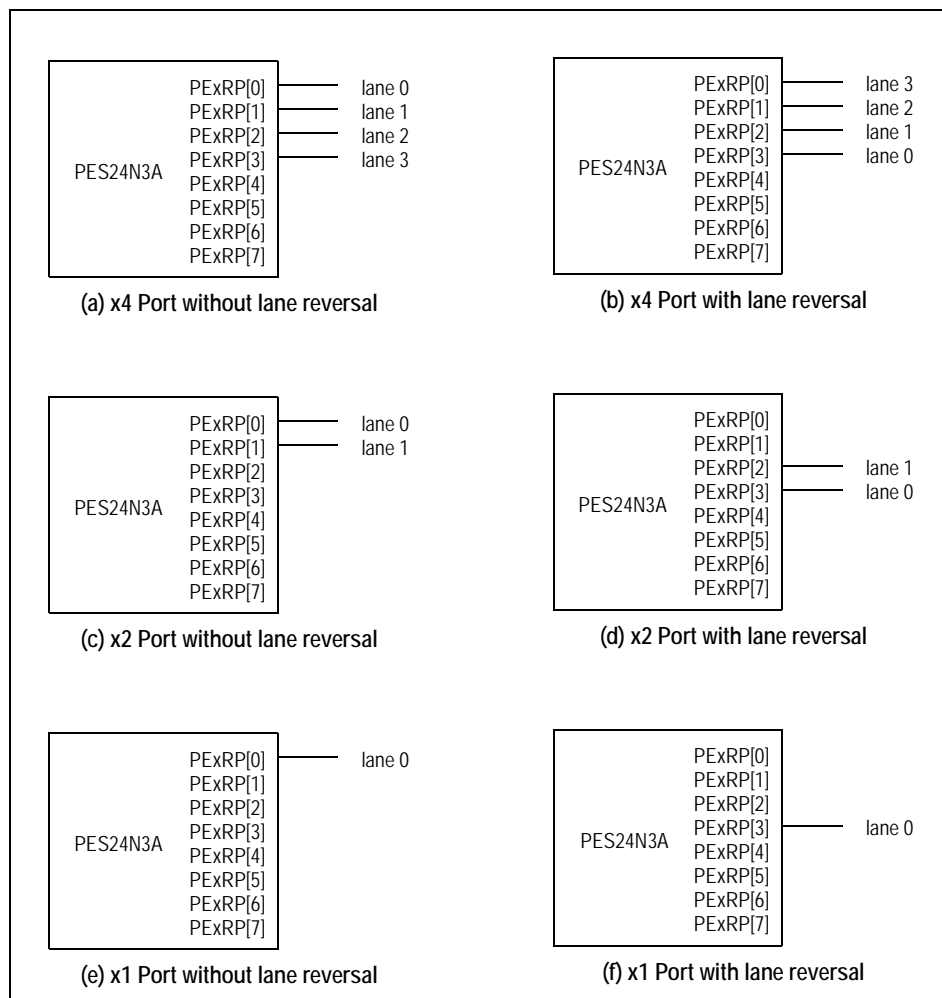 PES24N3A
PExRP[0] lane 0
PExRP[1] lane 1
PExRP[2] lane 2
PExRP[3] lane 3
PExRP[4]
PExRP[5]
PExRP[6]
PExRP[7]
(a) x4 Port without lane reversal
PES24N3A
PExRP[0] lane 3
PExRP[1] lane 2
PExRP[2] lane 1
PExRP[3] lane 0
PExRP[4]
PExRP[5]
PExRP[6]
PExRP[7]
(b) x4 Port with lane reversal
PES24N3A
PExRP[0] lane 0
PExRP[1] lane 1
PExRP[2]
PExRP[3]
PExRP[4]
PExRP[5]
PExRP[6]
PExRP[7]
(c) x2 Port without lane reversal
PES24N3A
PExRP[0]
PExRP[1]
PExRP[2] lane 1
PExRP[3] lane 0
PExRP[4]
PExRP[5]
PExRP[6]
PExRP[7]
(d) x2 Port with lane reversal
PES24N3A
PExRP[0] lane 0
PExRP[1]
PExRP[2]
PExRP[3]
PExRP[4]
PExRP[5]
PExRP[6]
PExRP[7]
(e) x1 Port without lane reversal
PES24N3A
PExRP[0]
PExRP[1]
PExRP[2]
PExRP[3] lane 0
PExRP[4]
PExRP[5]
PExRP[6]
PExRP[7]
(f) x1 Port with lane reversal